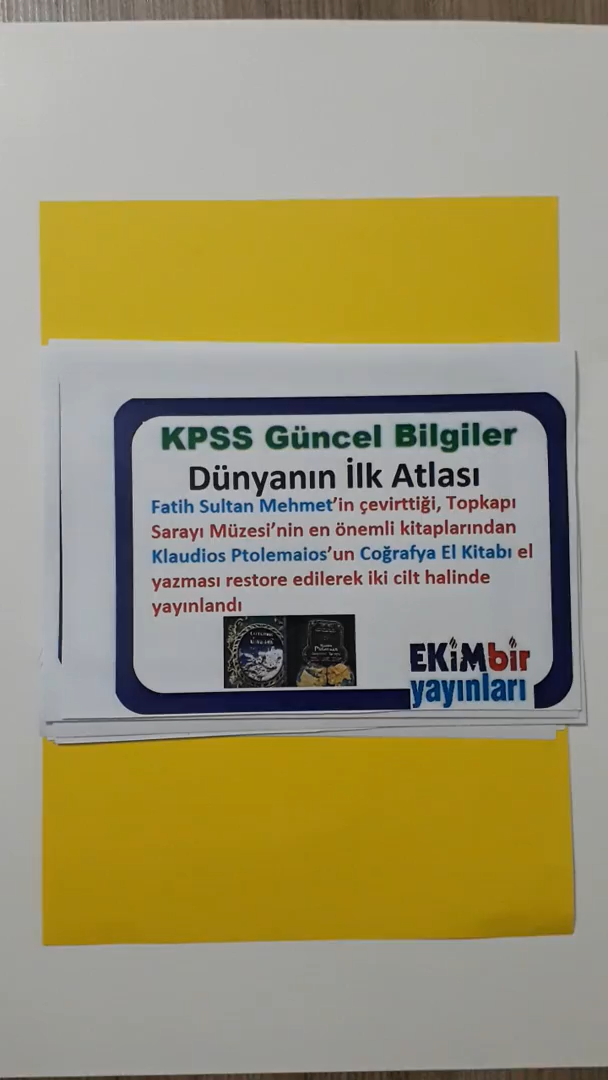 KPSS Güncel Bilgiler
Dünyanın İlk Atlası
Fatih Sultan Mehmet'in çevirttiği, Topkapı
Sarayı Müzesi'nin en önemli kitaplarından
Klaudios Ptolemaios'un Coğrafya El Kitabı el
yazması restore edilerek iki cilt halinde
yayınlandı
EKİMbir
yayınları